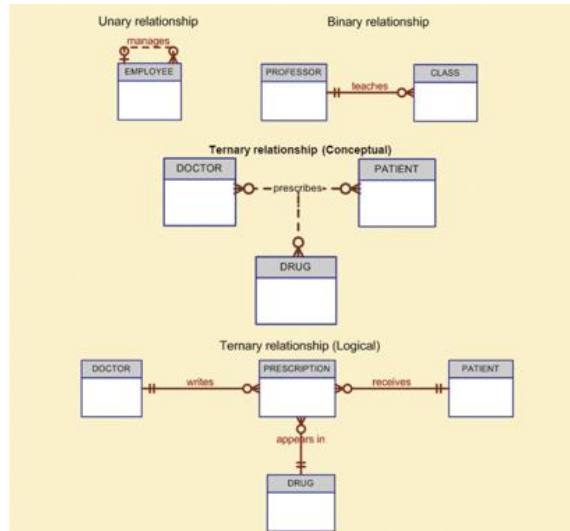 Unary relationship
Binary relationship
manages
EMPLOYEE
PROFESSOR
teaches
CLASS
Ternary relationship (Conceptual)
DOCTOR
prescribes
PATIENT
DRUG
Ternary relationship (Logical)
DOCTOR
writes
PRESCRIPTION
receives
PATIENT
appears in
DRUG